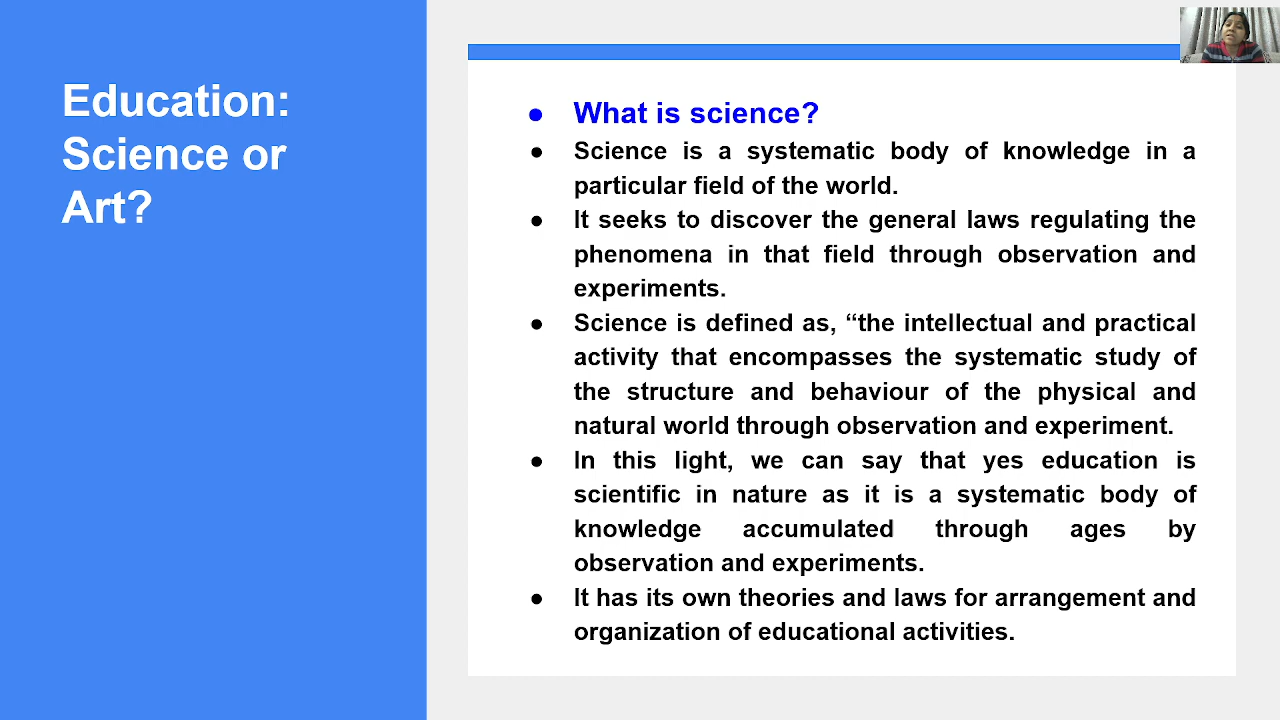 Education:
Science or
Art?
● What is science?
● Science is a systematic body of knowledge in a
particular field of the world.
● It seeks to discover the general laws regulating the
phenomena in that field through observation and
experiments.
● Science is defined as, “the intellectual and practical
activity that encompasses the systematic study of
the structure and behaviour of the physical and
natural world through observation and experiment.
● In this light, we can say that yes education is
scientific in nature as it is a systematic body of
knowledge accumulated through ages by
observation and experiments.
● It has its own theories and laws for arrangement and
organization of educational activities.